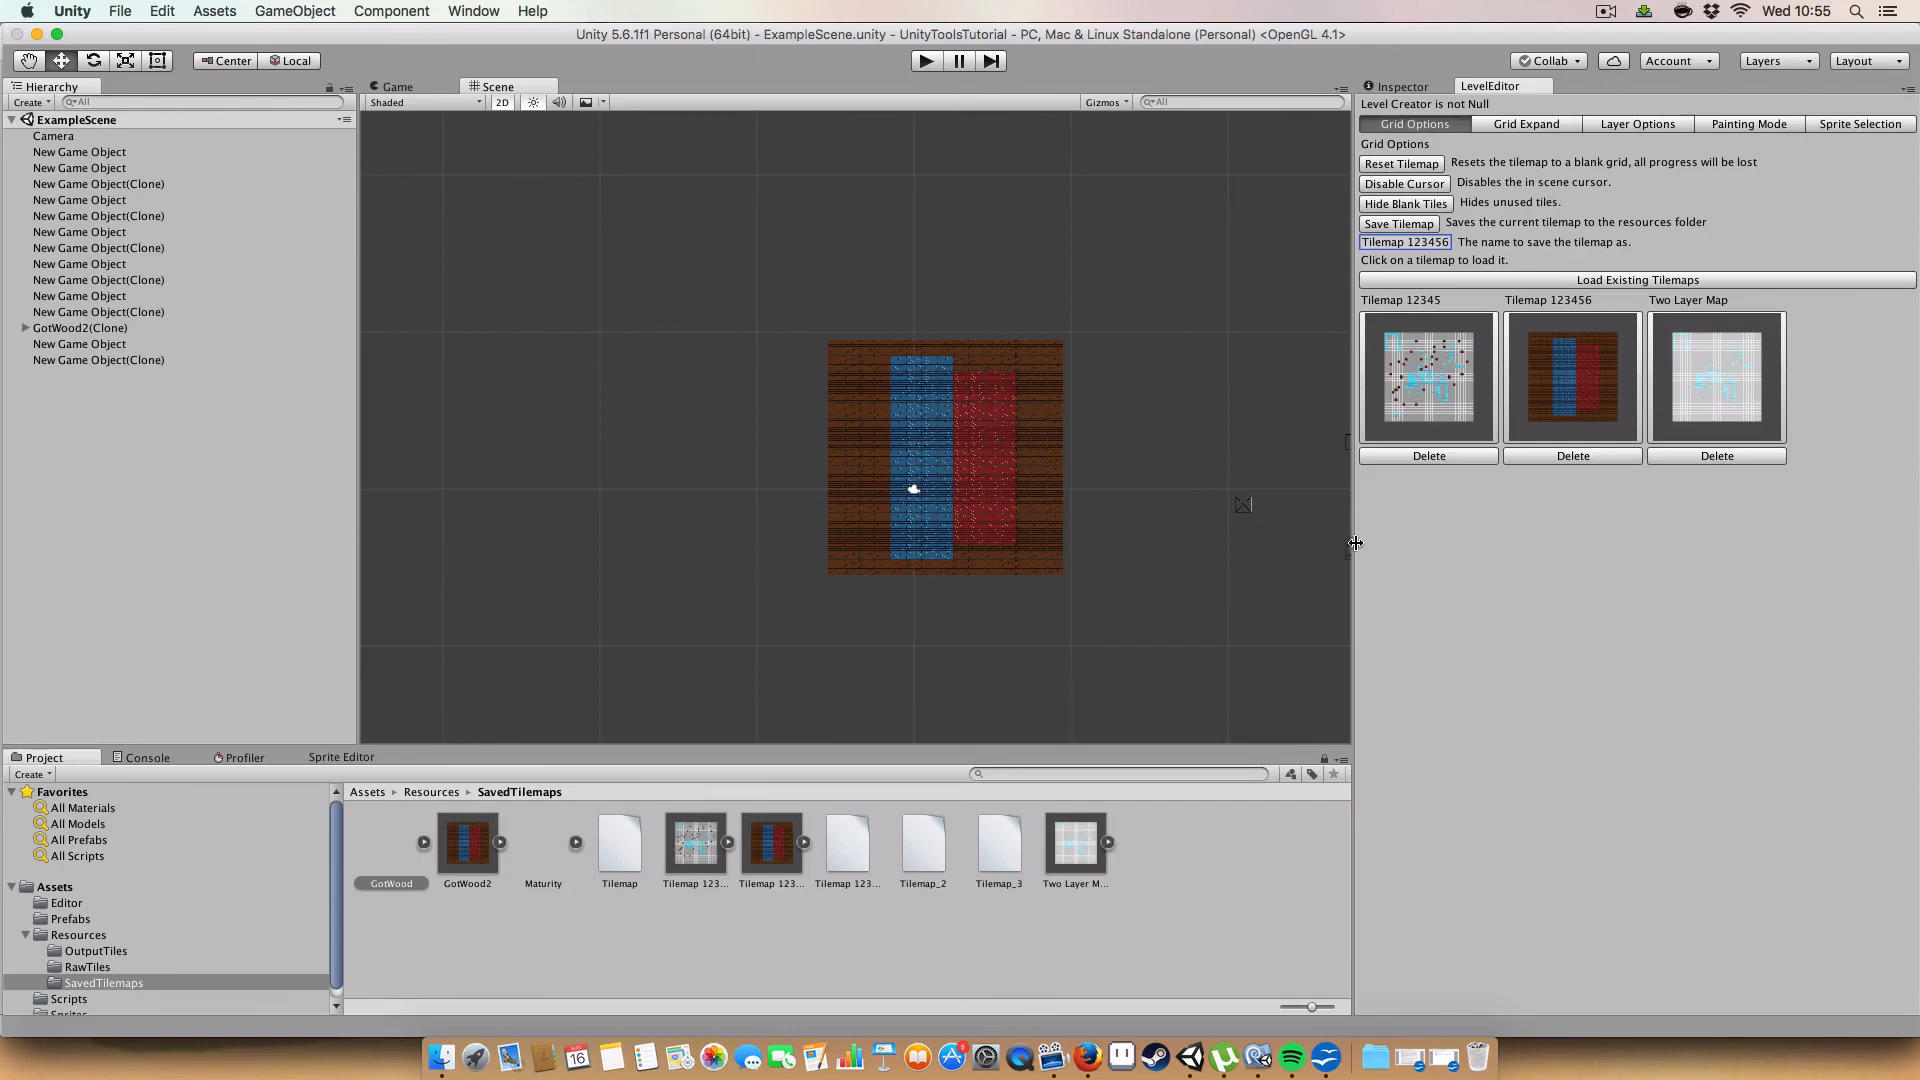 Unity File Edit Assets GameObject Component Window Help Wed 10:55
Unity 5.6.1f1 Personal (64bit) - ExampleScene.unity - UnityToolsTutorial - PC, Mac & Linux Standalone (Personal) <OpenGL 4.1>
Center Local Collab Account Layers Layout
Hierarchy Game Scene Inspector LevelEditor
Create All Shaded 2D Gizmos All Level Creator is not Null
ExampleScene
Camera
New Game Object
New Game Object
New Game Object(Clone)
New Game Object
New Game Object(Clone)
New Game Object
New Game Object(Clone)
New Game Object
New Game Object(Clone)
New Game Object
New Game Object(Clone)
GotWood2(Clone)
New Game Object
New Game Object(Clone)
Grid Options Grid Expand Layer Options Painting Mode Sprite Selection
Grid Options
Reset Tilemap Resets the tilemap to a blank grid, all progress will be lost
Disable Cursor Disables the in scene cursor.
Hide Blank Tiles Hides unused tiles.
Save Tilemap Saves the current tilemap to the resources folder
Tilemap 123456 The name to save the tilemap as.
Click on a tilemap to load it.
Load Existing Tilemaps
Tilemap 12345 Tilemap 123456 Two Layer Map
Delete Delete Delete
Project Console Profiler Sprite Editor
Create
Favorites
All Materials
All Models
All Prefabs
All Scripts
Assets
Editor
Prefabs
Resources
OutputTiles
RawTiles
SavedTilemaps
Scripts
Sprites
Assets Resources SavedTilemaps
GotWood GotWood2 Maturity Tilemap Tilemap 123... Tilemap 123... Tilemap 123... Tilemap_2 Tilemap_3 Two Layer M...
AUG
16